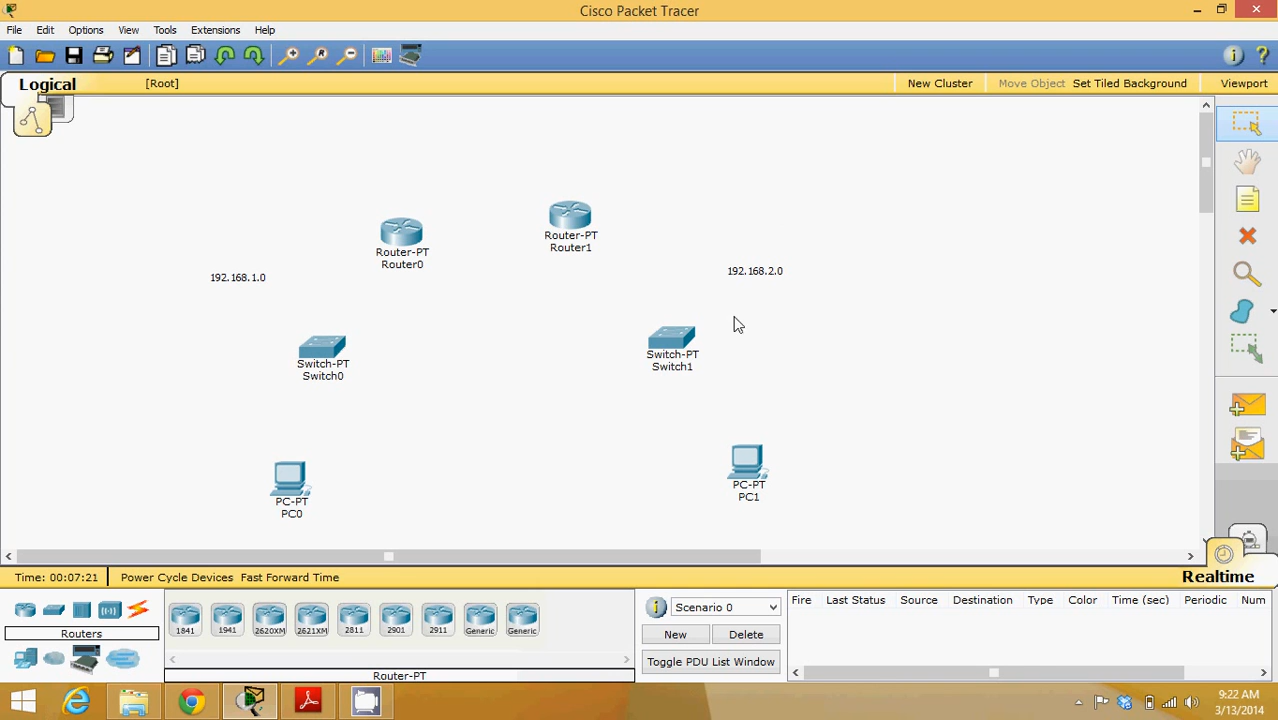 Cisco Packet Tracer
File Edit Options View Tools Extensions Help
Logical [Root] New Cluster Move Object Set Tiled Background Viewport
Router-PT
Router0
Router-PT
Router1
192.168.1.0
192.168.2.0
Switch-PT
Switch0
Switch-PT
Switch1
PC-PT
PC0
PC-PT
PC1
Time: 00:07:21 Power Cycle Devices Fast Forward Time Realtime
Routers
1841 1941 2620XM 2621XM 2811 2901 2911 Generic Generic
Router-PT
Scenario 0
New Delete
Toggle PDU List Window
Fire Last Status Source Destination Type Color Time (sec) Periodic Num
9:22 AM
3/13/2014